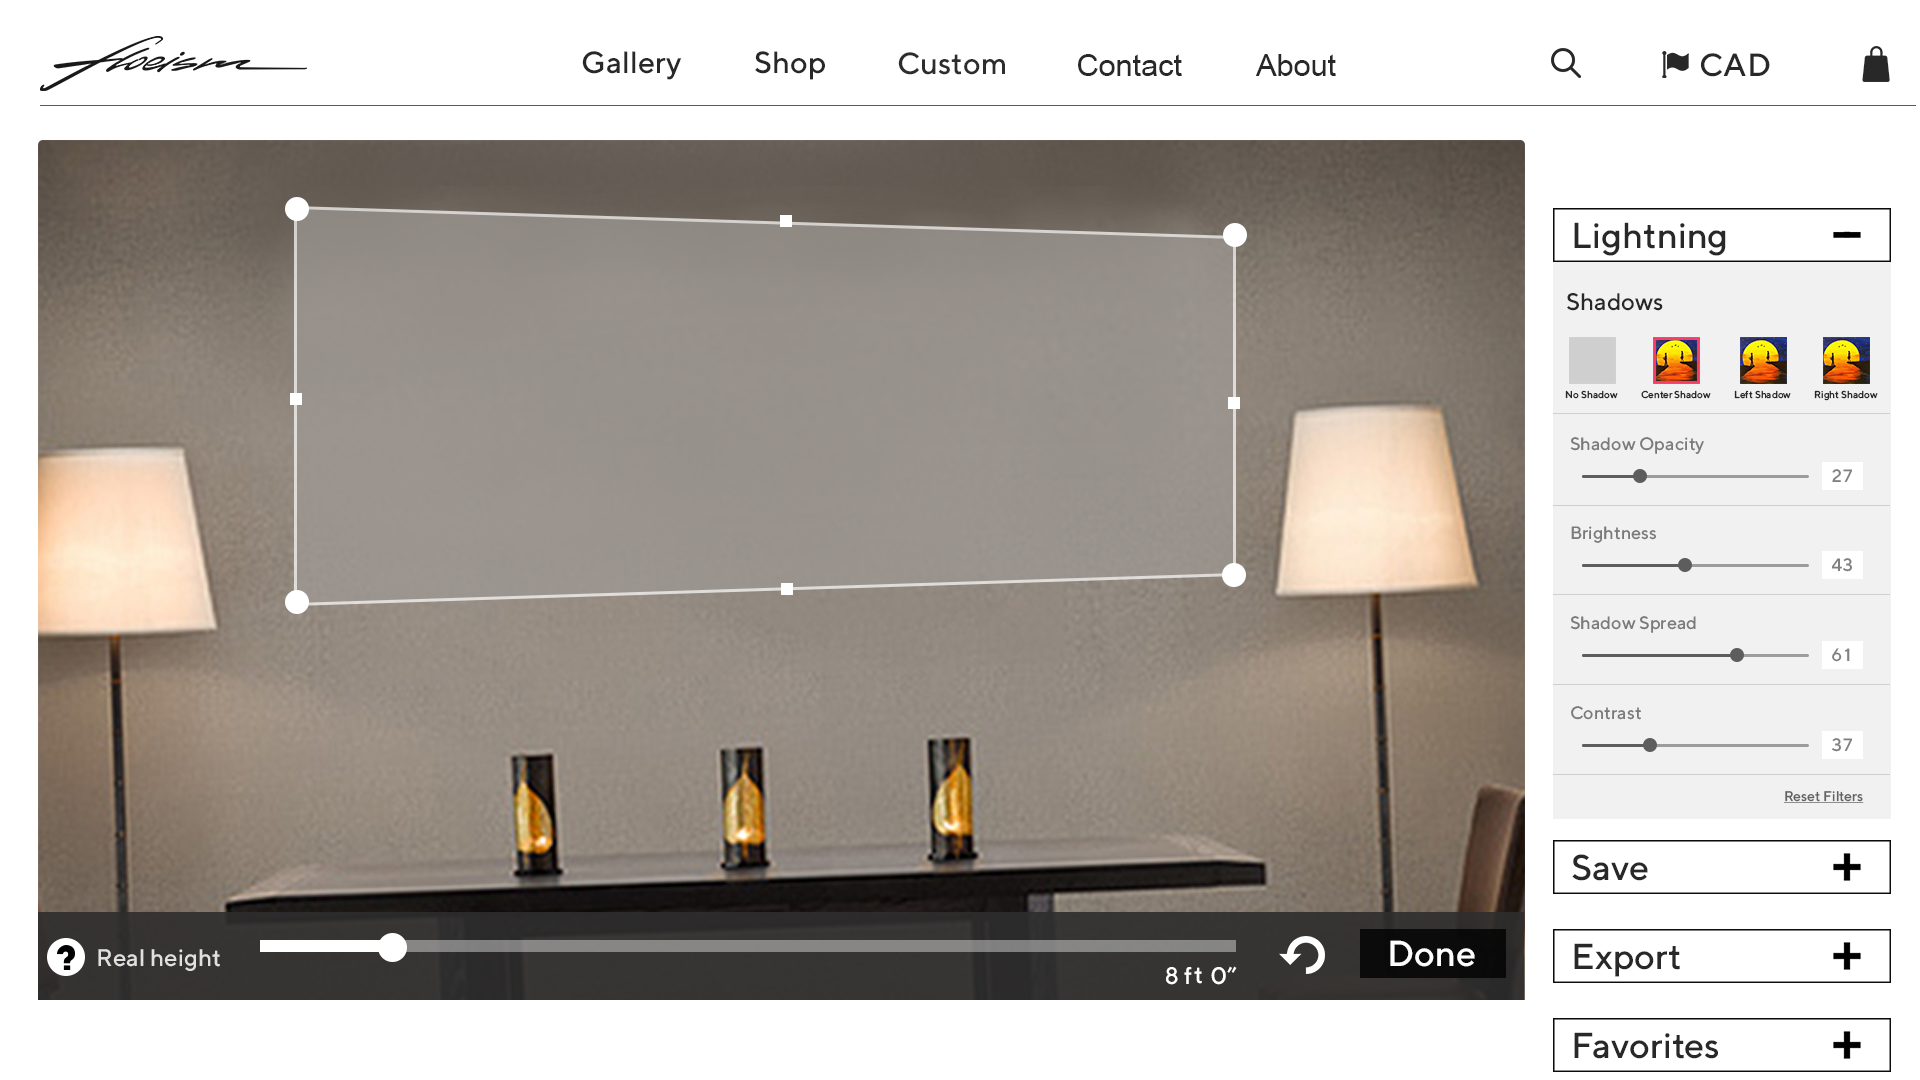 floeism
Gallery Shop Custom Contact About CAD
Lightning
Shadows
No Shadow Center Shadow Left Shadow Right Shadow
Shadow Opacity
27
Brightness
43
Shadow Spread
61
Contrast
37
Reset Filters
Save
Export
Favorites
? Real height
8 ft 0”
Done